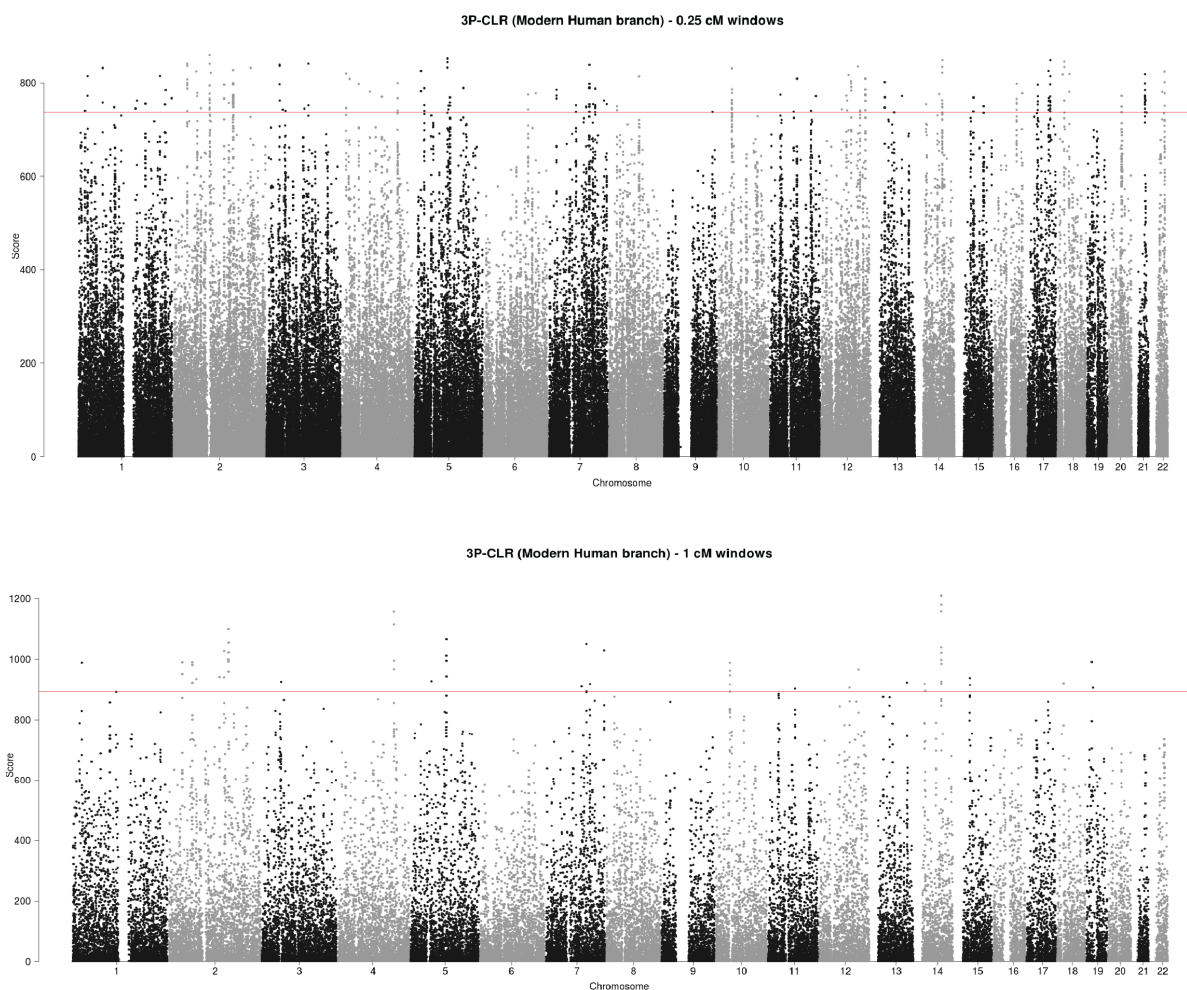 3P-CLR (Modern Human branch) - 0.25 cM windows
800
600
400
200
0
Score
1 2 3 4 5 6 7 8 9 10 11 12 13 14 15 16 17 18 19 20 21 22
Chromosome
3P-CLR (Modern Human branch) - 1 cM windows
1200
1000
800
600
400
200
0
Score
1 2 3 4 5 6 7 8 9 10 11 12 13 14 15 16 17 18 19 20 21 22
Chromosome